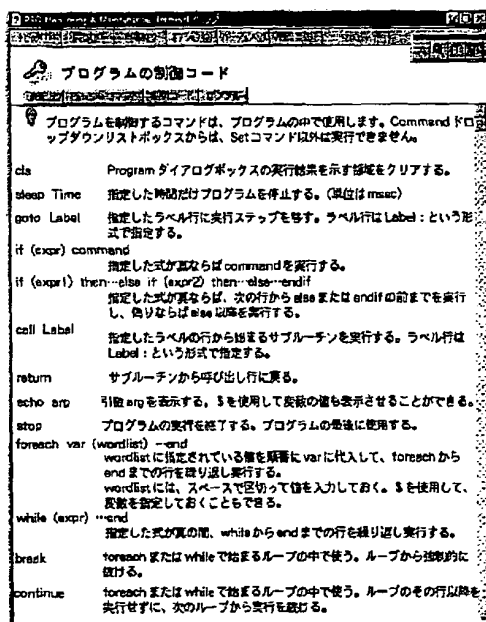 プログラムの制御コード
プログラムを制御するコマンドは、プログラムの中で使用します。Command ドロ
ップダウンリストボックスからは、Setコマンド以外は実行できません。
cls Program ダイアログボックスの実行結果を示す領域をクリアする。
sleep Time 指定した時間だけプログラムを停止する。(単位は msec)
goto Label 指定したラベル行に実行ステップを移す。ラベル行は Label : という形
式で指定する。
if (expr) command
指定した式が真ならば command を実行する。
if (expr1) then…else if (expr2) then…else…endif
指定した式が真ならば、次の行から else または endif の前までを実行
し、偽りならば else 以降を実行する。
call Label 指定したラベルの行から始まるサブルーチンを実行する。ラベル行は
Label : という形式で指定する。
return サブルーチンから呼び出し行に戻る。
echo arg 引数 arg を表示する。$ を使用して変数の値も表示させることができる。
stop プログラムの実行を終了する。プログラムの最後に使用する。
foreach var (wordlist) …end
wordlist に指定されている値を順番に var に代入して、foreach から
end までの行を繰り返し実行する。
wordlist には、スペースで区切って値を入力しておく。$ を使用して、
変数を指定しておくこともできる。
while (expr) …end
指定した式が真の間、while から end までの行を繰り返し実行する。
break foreach または while で始まるループの中で使う。ループから強制的に
抜ける。
continue foreach または while で始まるループの中で使う。ループのその行以降を
実行せずに、次のループから実行を続ける。